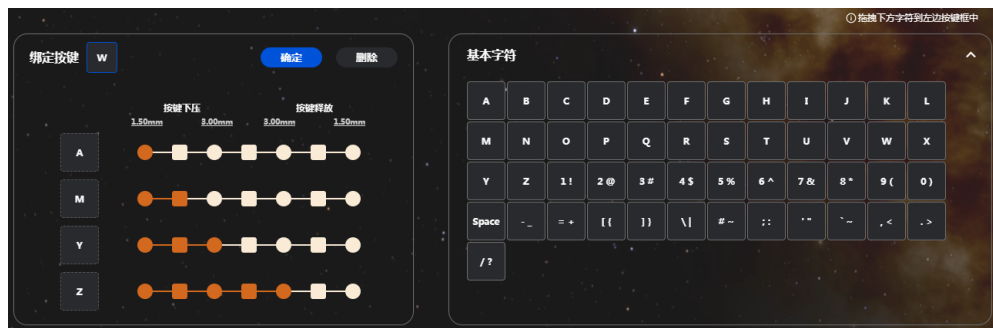 ⓘ拖拽下方字符到左边按键框中
绑定按键 W 确定 删除
按键下压 按键释放
1.50mm 3.00mm 3.00mm 1.50mm
A
M
Y
Z
基本字符
A B C D E F G H I J K L
M N O P Q R S T U V W X
Y Z 1 ! 2 @ 3 # 4 $ 5 % 6 ^ 7 & 8 * 9 ( 0 )
Space - _ = + [ { ] } \ | # ~ ; : ' " ` ~ , < . >
/ ?